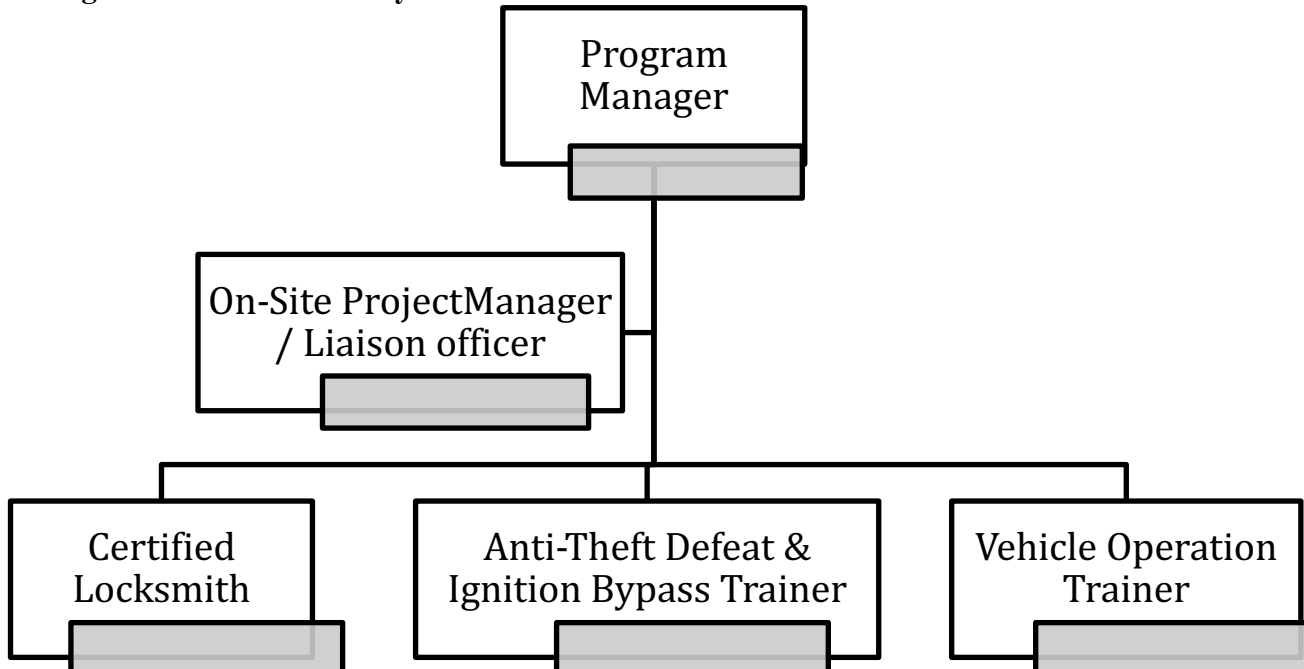 Program
Manager
On-Site ProjectManager
/ Liaison officer
Certified
Locksmith
Anti-Theft Defeat &
Ignition Bypass Trainer
Vehicle Operation
Trainer